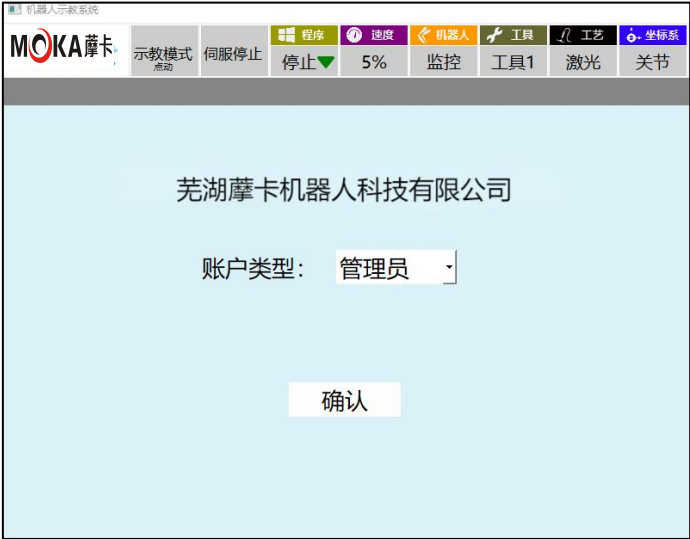 机器人示教系统
MOKA藦卡
示教模式
点动
伺服停止
程序
停止
速度
5%
机器人
监控
工具
工具1
工艺
激光
坐标系
关节
芜湖藦卡机器人科技有限公司
账户类型：
管理员
确认